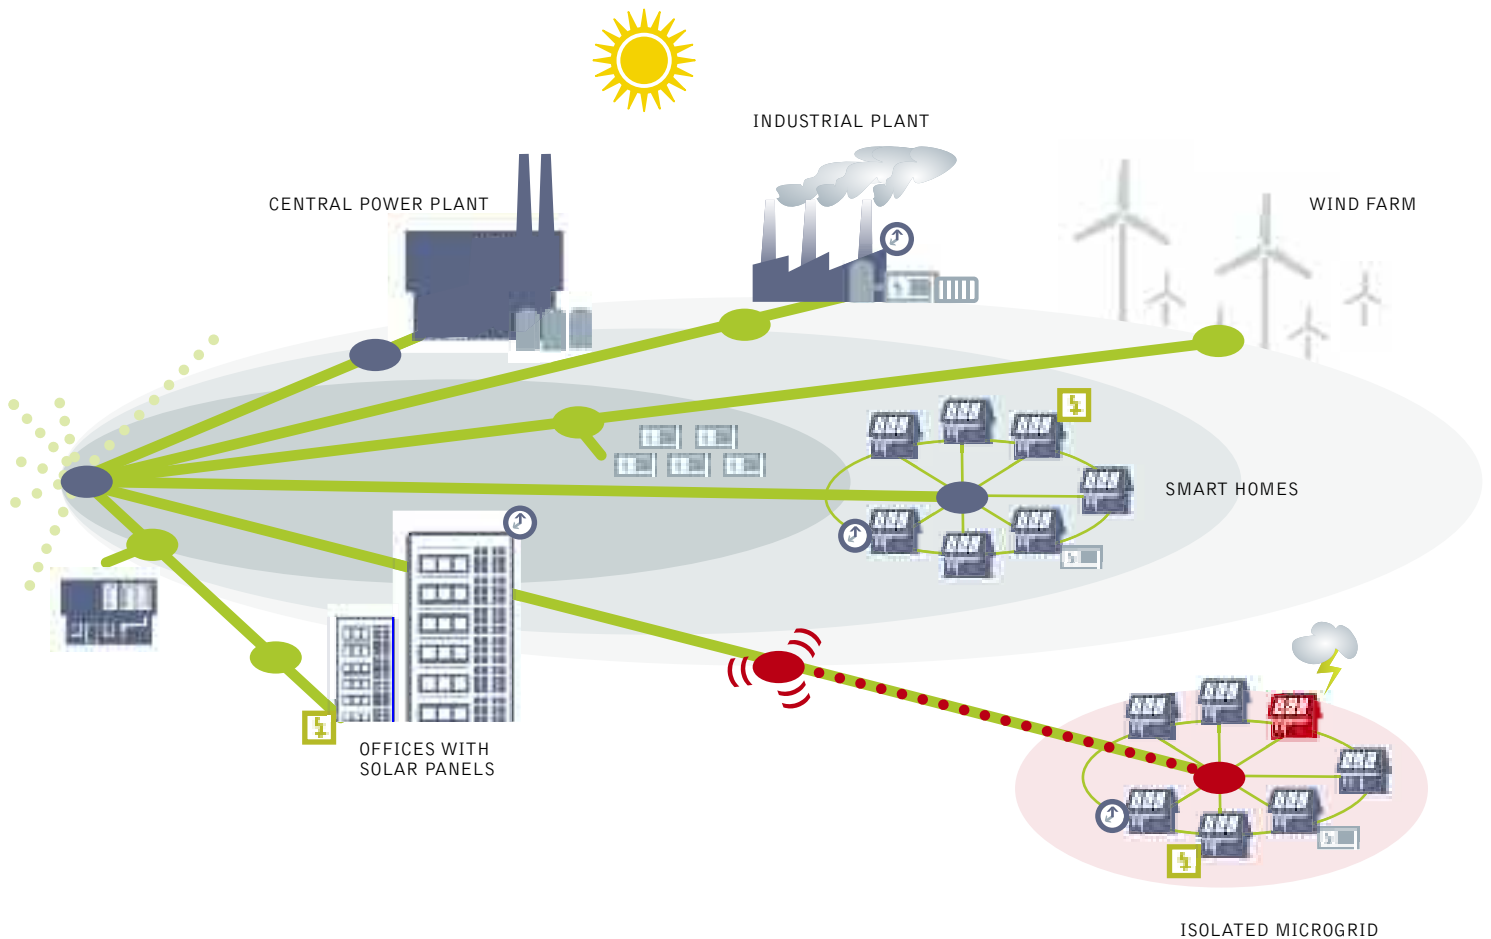 INDUSTRIAL PLANT
CENTRAL POWER PLANT
WIND FARM
SMART HOMES
OFFICES WITH
SOLAR PANELS
ISOLATED MICROGRID